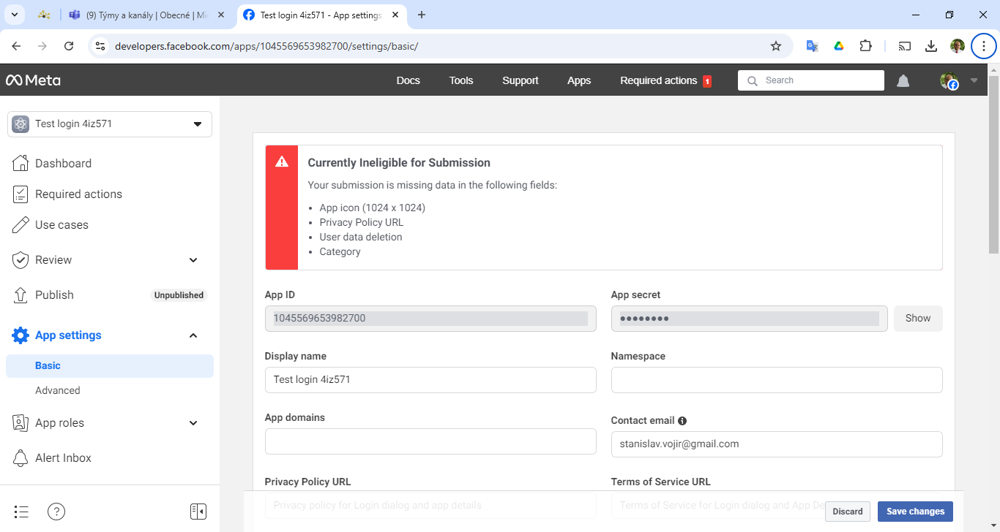 (9) Týmy a kanály | Obecné | Mi
Test login 4iz571 - App settings
developers.facebook.com/apps/1045569653982700/settings/basic/
Meta
Docs Tools Support Apps Required actions 1 Search
Test login 4iz571
Dashboard
Required actions
Use cases
Review
Publish Unpublished
App settings
Basic
Advanced
App roles
Alert Inbox
Currently Ineligible for Submission
Your submission is missing data in the following fields:
App icon (1024 x 1024)
Privacy Policy URL
User data deletion
Category
App ID App secret
1045569653982700 •••••••• Show
Display name Namespace
Test login 4iz571
App domains Contact email
stanislav.vojir@gmail.com
Privacy Policy URL Terms of Service URL
Privacy policy for Login dialog and app details Terms of Service for Login dialog and App De
Discard Save changes